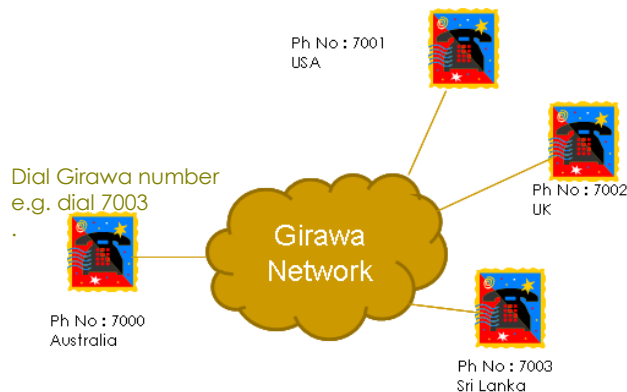 Ph No : 7001
USA
Dial Girawa number
e.g. dial 7003
.
Ph No : 7002
UK
Girawa
Network
Ph No : 7000
Australia
Ph No : 7003
Sri Lanka